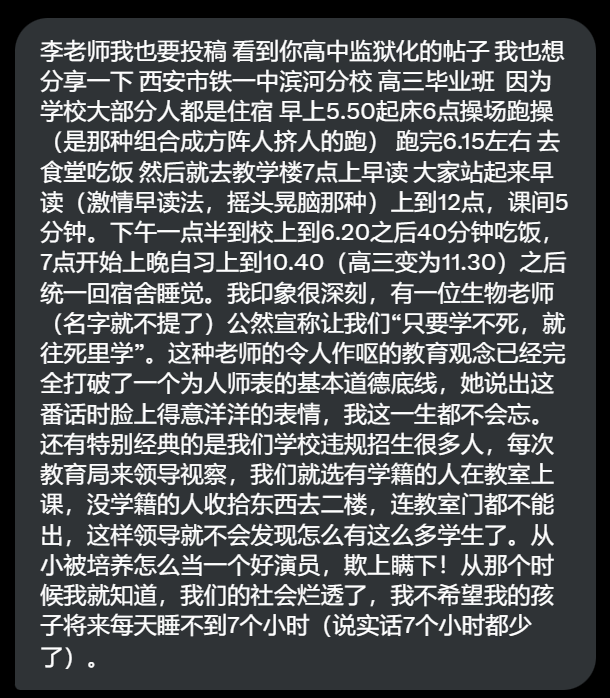 李老师我也要投稿 看到你高中监狱化的帖子 我也想
分享一下 西安市铁一中滨河分校 高三毕业班  因为
学校大部分人都是住宿 早上5.50起床6点操场跑操
（是那种组合成方阵人挤人的跑） 跑完6.15左右 去
食堂吃饭 然后就去教学楼7点上早读 大家站起来早
读（激情早读法，摇头晃脑那种）上到12点，课间5
分钟。下午一点半到校上到6.20之后40分钟吃饭，
7点开始上晚自习上到10.40（高三变为11.30）之后
统一回宿舍睡觉。我印象很深刻，有一位生物老师
（名字就不提了）公然宣称让我们“只要学不死，就
往死里学”。这种老师的令人作呕的教育观念已经完
全打破了一个为人师表的基本道德底线，她说出这
番话时脸上得意洋洋的表情，我这一生都不会忘。
还有特别经典的是我们学校违规招生很多人，每次
教育局来领导视察，我们就选有学籍的人在教室上
课，没学籍的人收拾东西去二楼，连教室门都不能
出，这样领导就不会发现怎么有这么多学生了。从
小被培养怎么当一个好演员，欺上瞒下！从那个时
候我就知道，我们的社会烂透了，我不希望我的孩
子将来每天睡不到7个小时（说实话7个小时都少
了）。